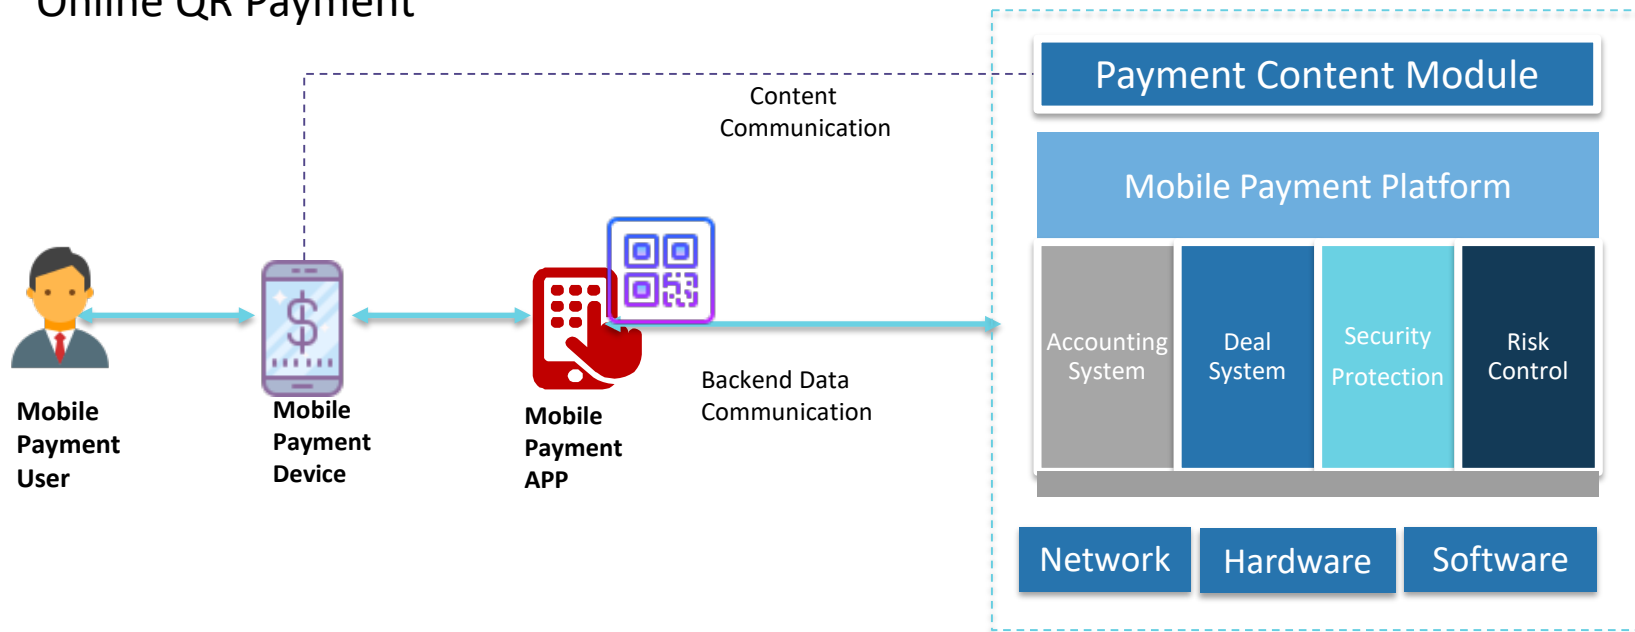 Online QR Payment
Payment Content Module
Content
Communication
Mobile Payment Platform
Accounting
System
Deal
System
Security
Protection
Risk
Control
Backend Data
Communication
Mobile
Payment
User
Mobile
Payment
Device
Mobile
Payment
APP
Network
Hardware
Software